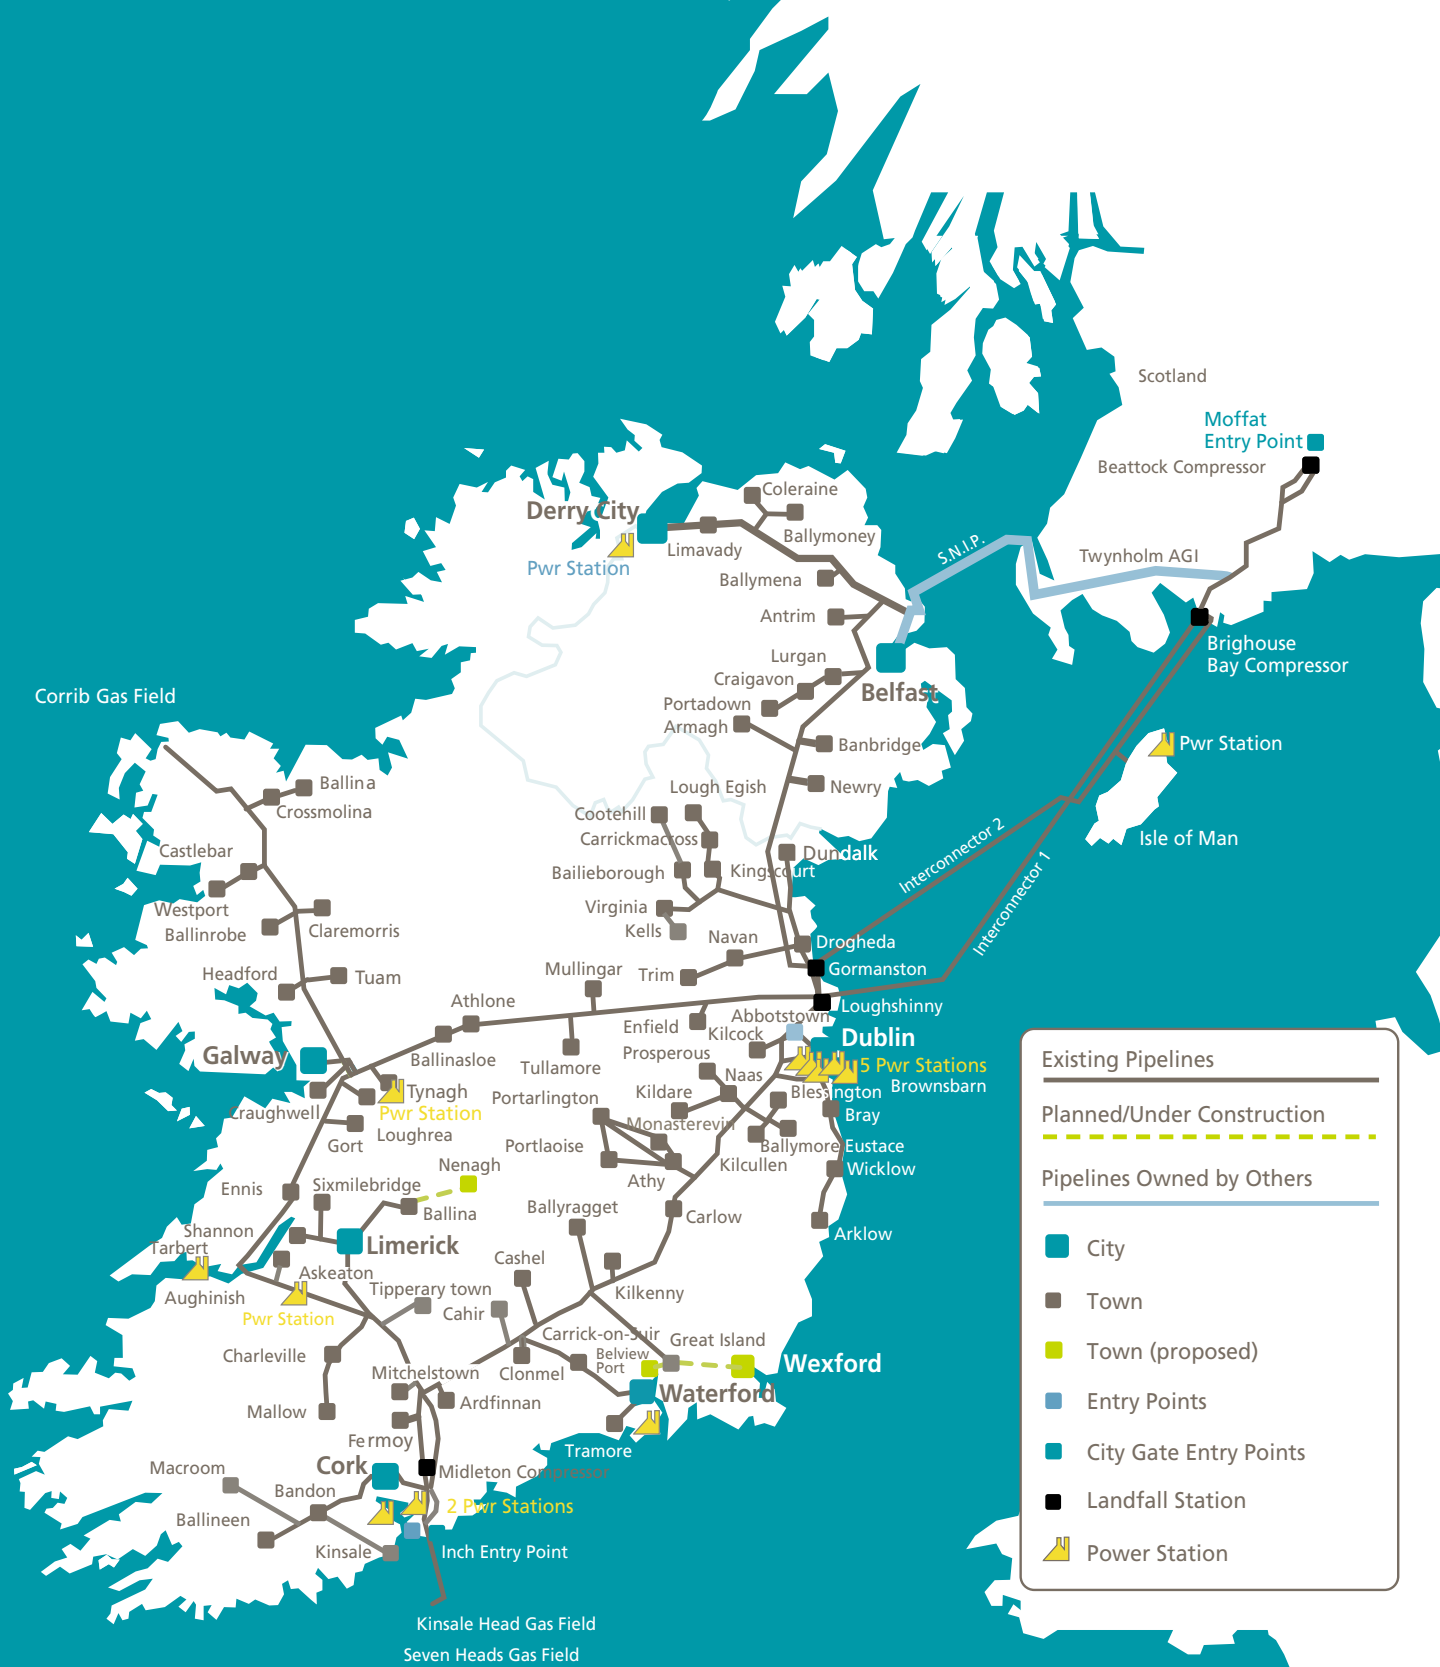 Scotland
Moffat
Entry Point
Beattock Compressor
Coleraine
Derry City
Ballymoney
Limavady
S.N.I.P.
Twynholm AGI
Pwr Station
Ballymena
Antrim
Brighouse
Bay Compressor
Lurgan
Craigavon
Belfast
Corrib Gas Field
Portadown
Armagh
Banbridge
Pwr Station
Ballina
Crossmolina
Lough Egish
Newry
Cootehill
Carrickmacross
Interconnector 2
Isle of Man
Castlebar
Dundalk
Bailieborough
Kingscourt
Interconnector 1
Westport
Ballinrobe
Claremorris
Virginia
Kells
Navan
Drogheda
Headford
Tuam
Mullingar
Trim
Gormanston
Athlone
Loughshinny
Abbotstown
Enfield
Kilcock
Dublin
Galway
Ballinasloe
Tullamore
Prosperous
5 Pwr Stations
Naas
Brownsbarn
Tynagh
Pwr Station
Portarlington
Kildare
Blessington
Craughwell
Bray
Monasterevin
Gort
Loughrea
Portlaoise
Ballymore Eustace
Nenagh
Kilcullen
Wicklow
Ennis
Sixmilebridge
Athy
Ballina
Ballyragget
Carlow
Shannon
Tarbert
Limerick
Arklow
Cashel
Askeaton
Aughinish
Tipperary town
Kilkenny
Cahir
Pwr Station
Carrick-on-Suir
Great Island
Charleville
Belview
Port
Wexford
Mitchelstown
Clonmel
Waterford
Ardfinnan
Mallow
Fermoy
Tramore
Cork
Macroom
Midleton Compressor
Bandon
2 Pwr Stations
Ballineen
Kinsale
Inch Entry Point
Kinsale Head Gas Field
Seven Heads Gas Field
Existing Pipelines
Planned/Under Construction
Pipelines Owned by Others
City
Town
Town (proposed)
Entry Points
City Gate Entry Points
Landfall Station
Power Station